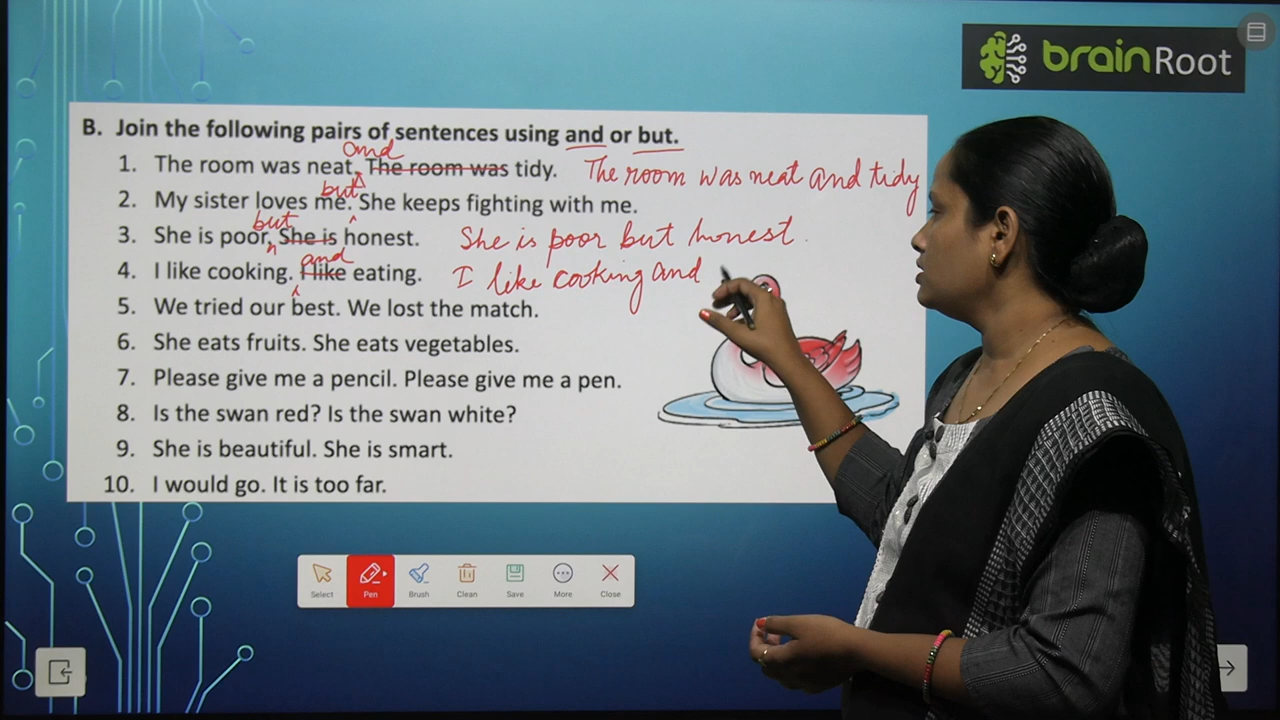 brainRoot
B. Join the following pairs of sentences using and or but.
and
1. The room was neat. The room was tidy. The room was neat and tidy
but
2. My sister loves me. She keeps fighting with me.
but
3. She is poor. She is honest. She is poor but honest.
and
4. I like cooking. I like eating. I like cooking and
5. We tried our best. We lost the match.
6. She eats fruits. She eats vegetables.
7. Please give me a pencil. Please give me a pen.
8. Is the swan red? Is the swan white?
9. She is beautiful. She is smart.
10. I would go. It is too far.
Select Pen Brush Clean Save More Close